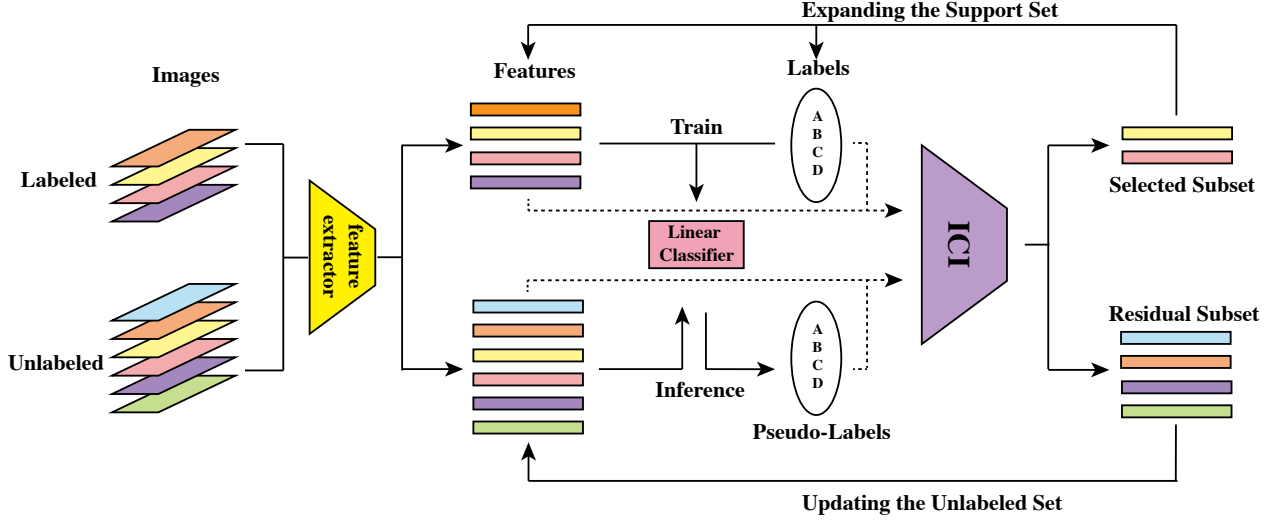 Expanding the Support Set
Images
Features
Labels
Labeled
feature
extractor
Train
A
B
C
D
Linear
Classifier
ICI
Selected Subset
Unlabeled
Inference
A
B
C
D
Pseudo-Labels
Residual Subset
Updating the Unlabeled Set